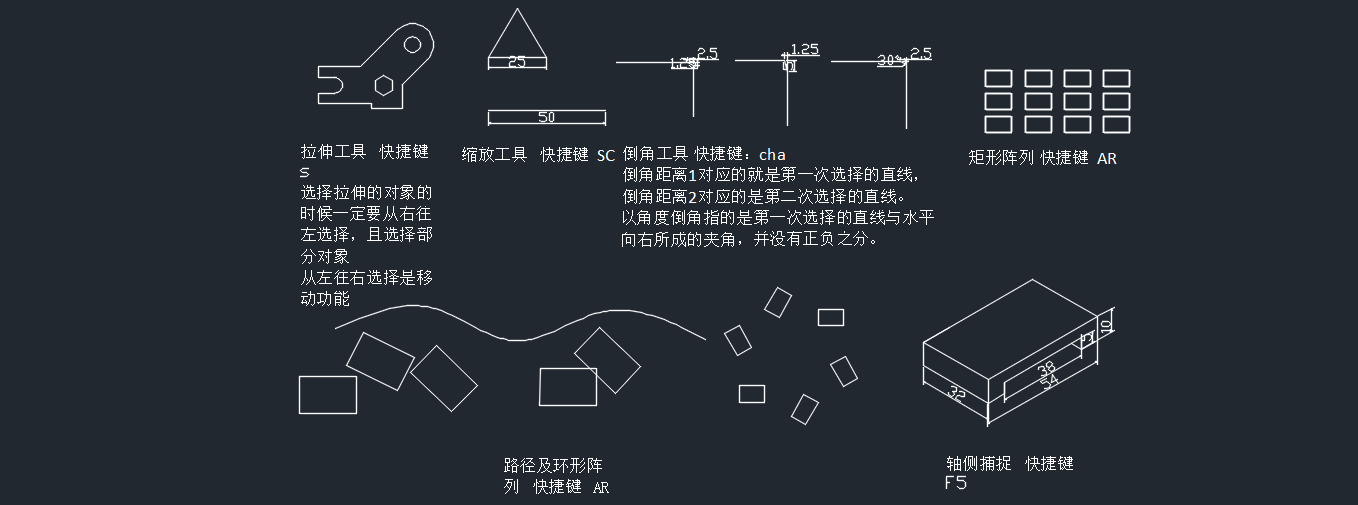 25
50
1.25
2.5
1.25
5
30°
2.5
拉伸工具 快捷键
S
选择拉伸的对象的
时候一定要从右往
左选择，且选择部
分对象
从左往右选择是移
动功能
缩放工具 快捷键 SC
倒角工具 快捷键：cha
倒角距离1对应的就是第一次选择的直线，
倒角距离2对应的是第二次选择的直线。
以角度倒角指的是第一次选择的直线与水平
向右所成的夹角，并没有正负之分。
矩形阵列 快捷键 AR
路径及环形阵
列 快捷键 AR
10
38
54
32
轴侧捕捉 快捷键
F5